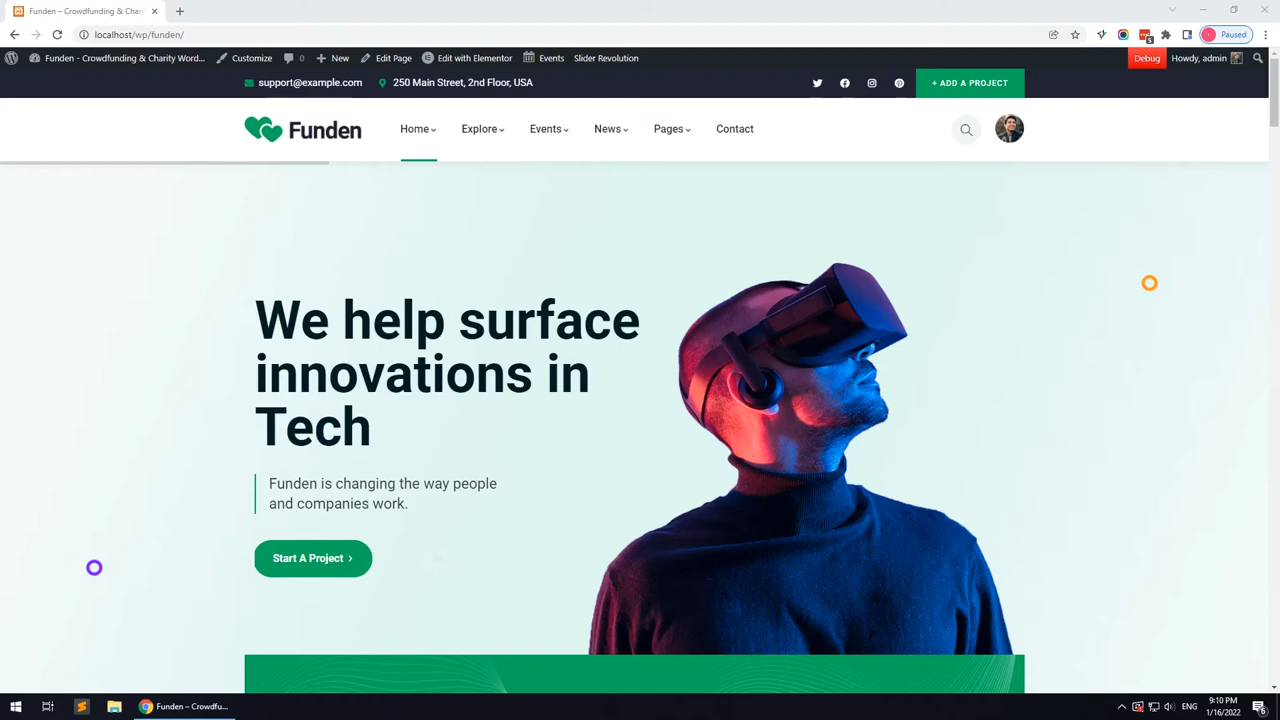 Funden – Crowdfunding & Chari
localhost/wp/funden/
5
Paused
Funden - Crowdfunding & Charity Word...
Customize
0
New
Edit Page
Edit with Elementor
Events
Slider Revolution
Debug
Howdy, admin
support@example.com
250 Main Street, 2nd Floor, USA
+ ADD A PROJECT
Funden
Home
Explore
Events
News
Pages
Contact
We help surface
innovations in
Tech
Funden is changing the way people
and companies work.
Start A Project
Funden – Crowdfu...
ENG
9:10 PM
1/16/2022
6